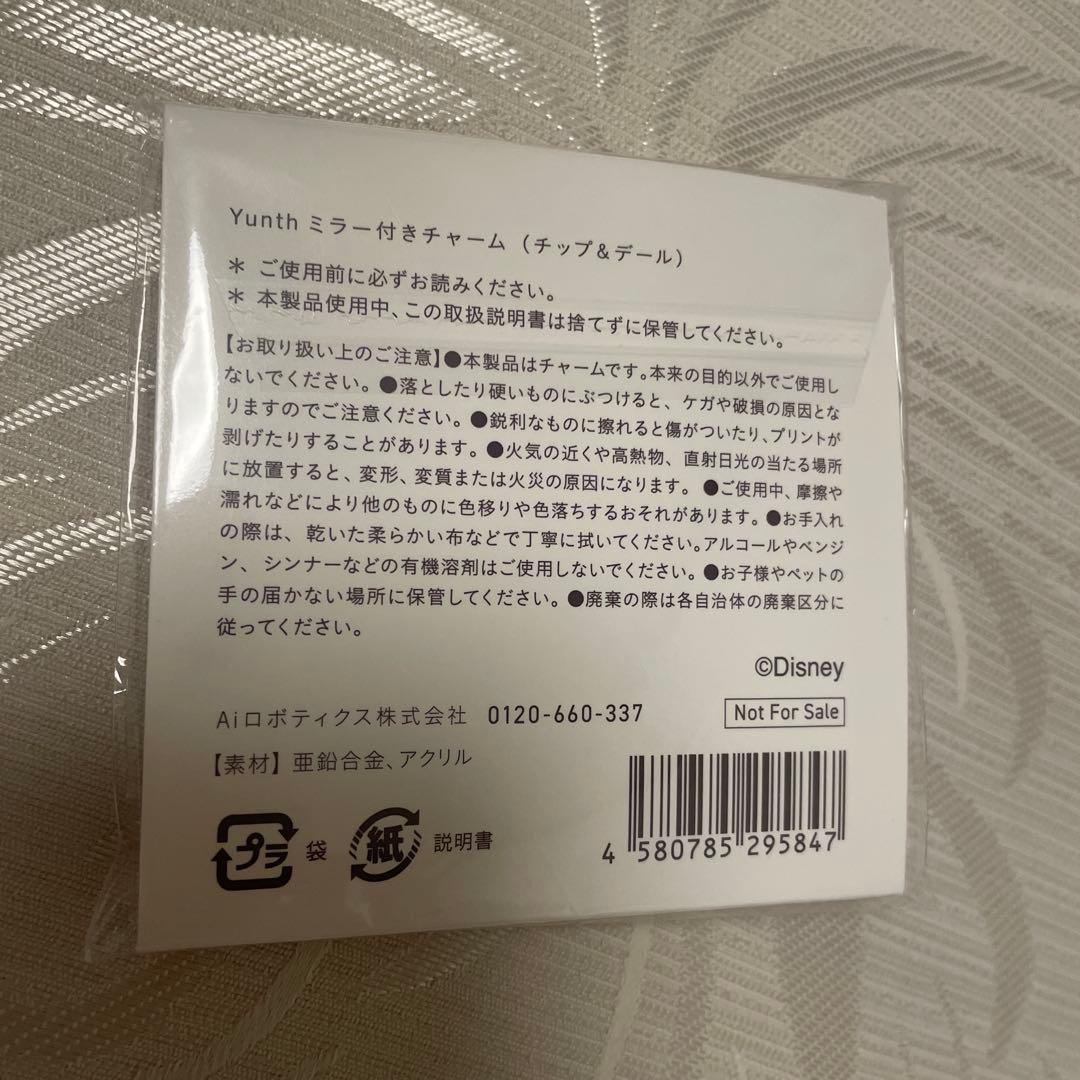 Yunth ミラー付きチャーム（チップ＆デール）
＊ ご使用前に必ずお読みください。
＊ 本製品使用中、この取扱説明書は捨てずに保管してください。
【お取り扱い上のご注意】●本製品はチャームです。本来の目的以外でご使用し
ないでください。●落としたり硬いものにぶつけると、ケガや破損の原因とな
りますのでご注意ください。●鋭利なものに擦れると傷がついたり、プリントが
剥げたりすることがあります。●火気の近くや高熱物、直射日光の当たる場所
に放置すると、変形、変質または火災の原因になります。●ご使用中、摩擦や
濡れなどにより他のものに色移りや色落ちするおそれがあります。●お手入れ
の際は、乾いた柔らかい布などで丁寧に拭いてください。アルコールやベンジ
ン、シンナーなどの有機溶剤はご使用しないでください。●お子様やペットの
手の届かない場所に保管してください。●廃棄の際は各自治体の廃棄区分に
従ってください。
©Disney
Aiロボティクス株式会社 0120-660-337
Not For Sale
【素材】亜鉛合金、アクリル
プラ 袋 紙 説明書
4 580785 295847